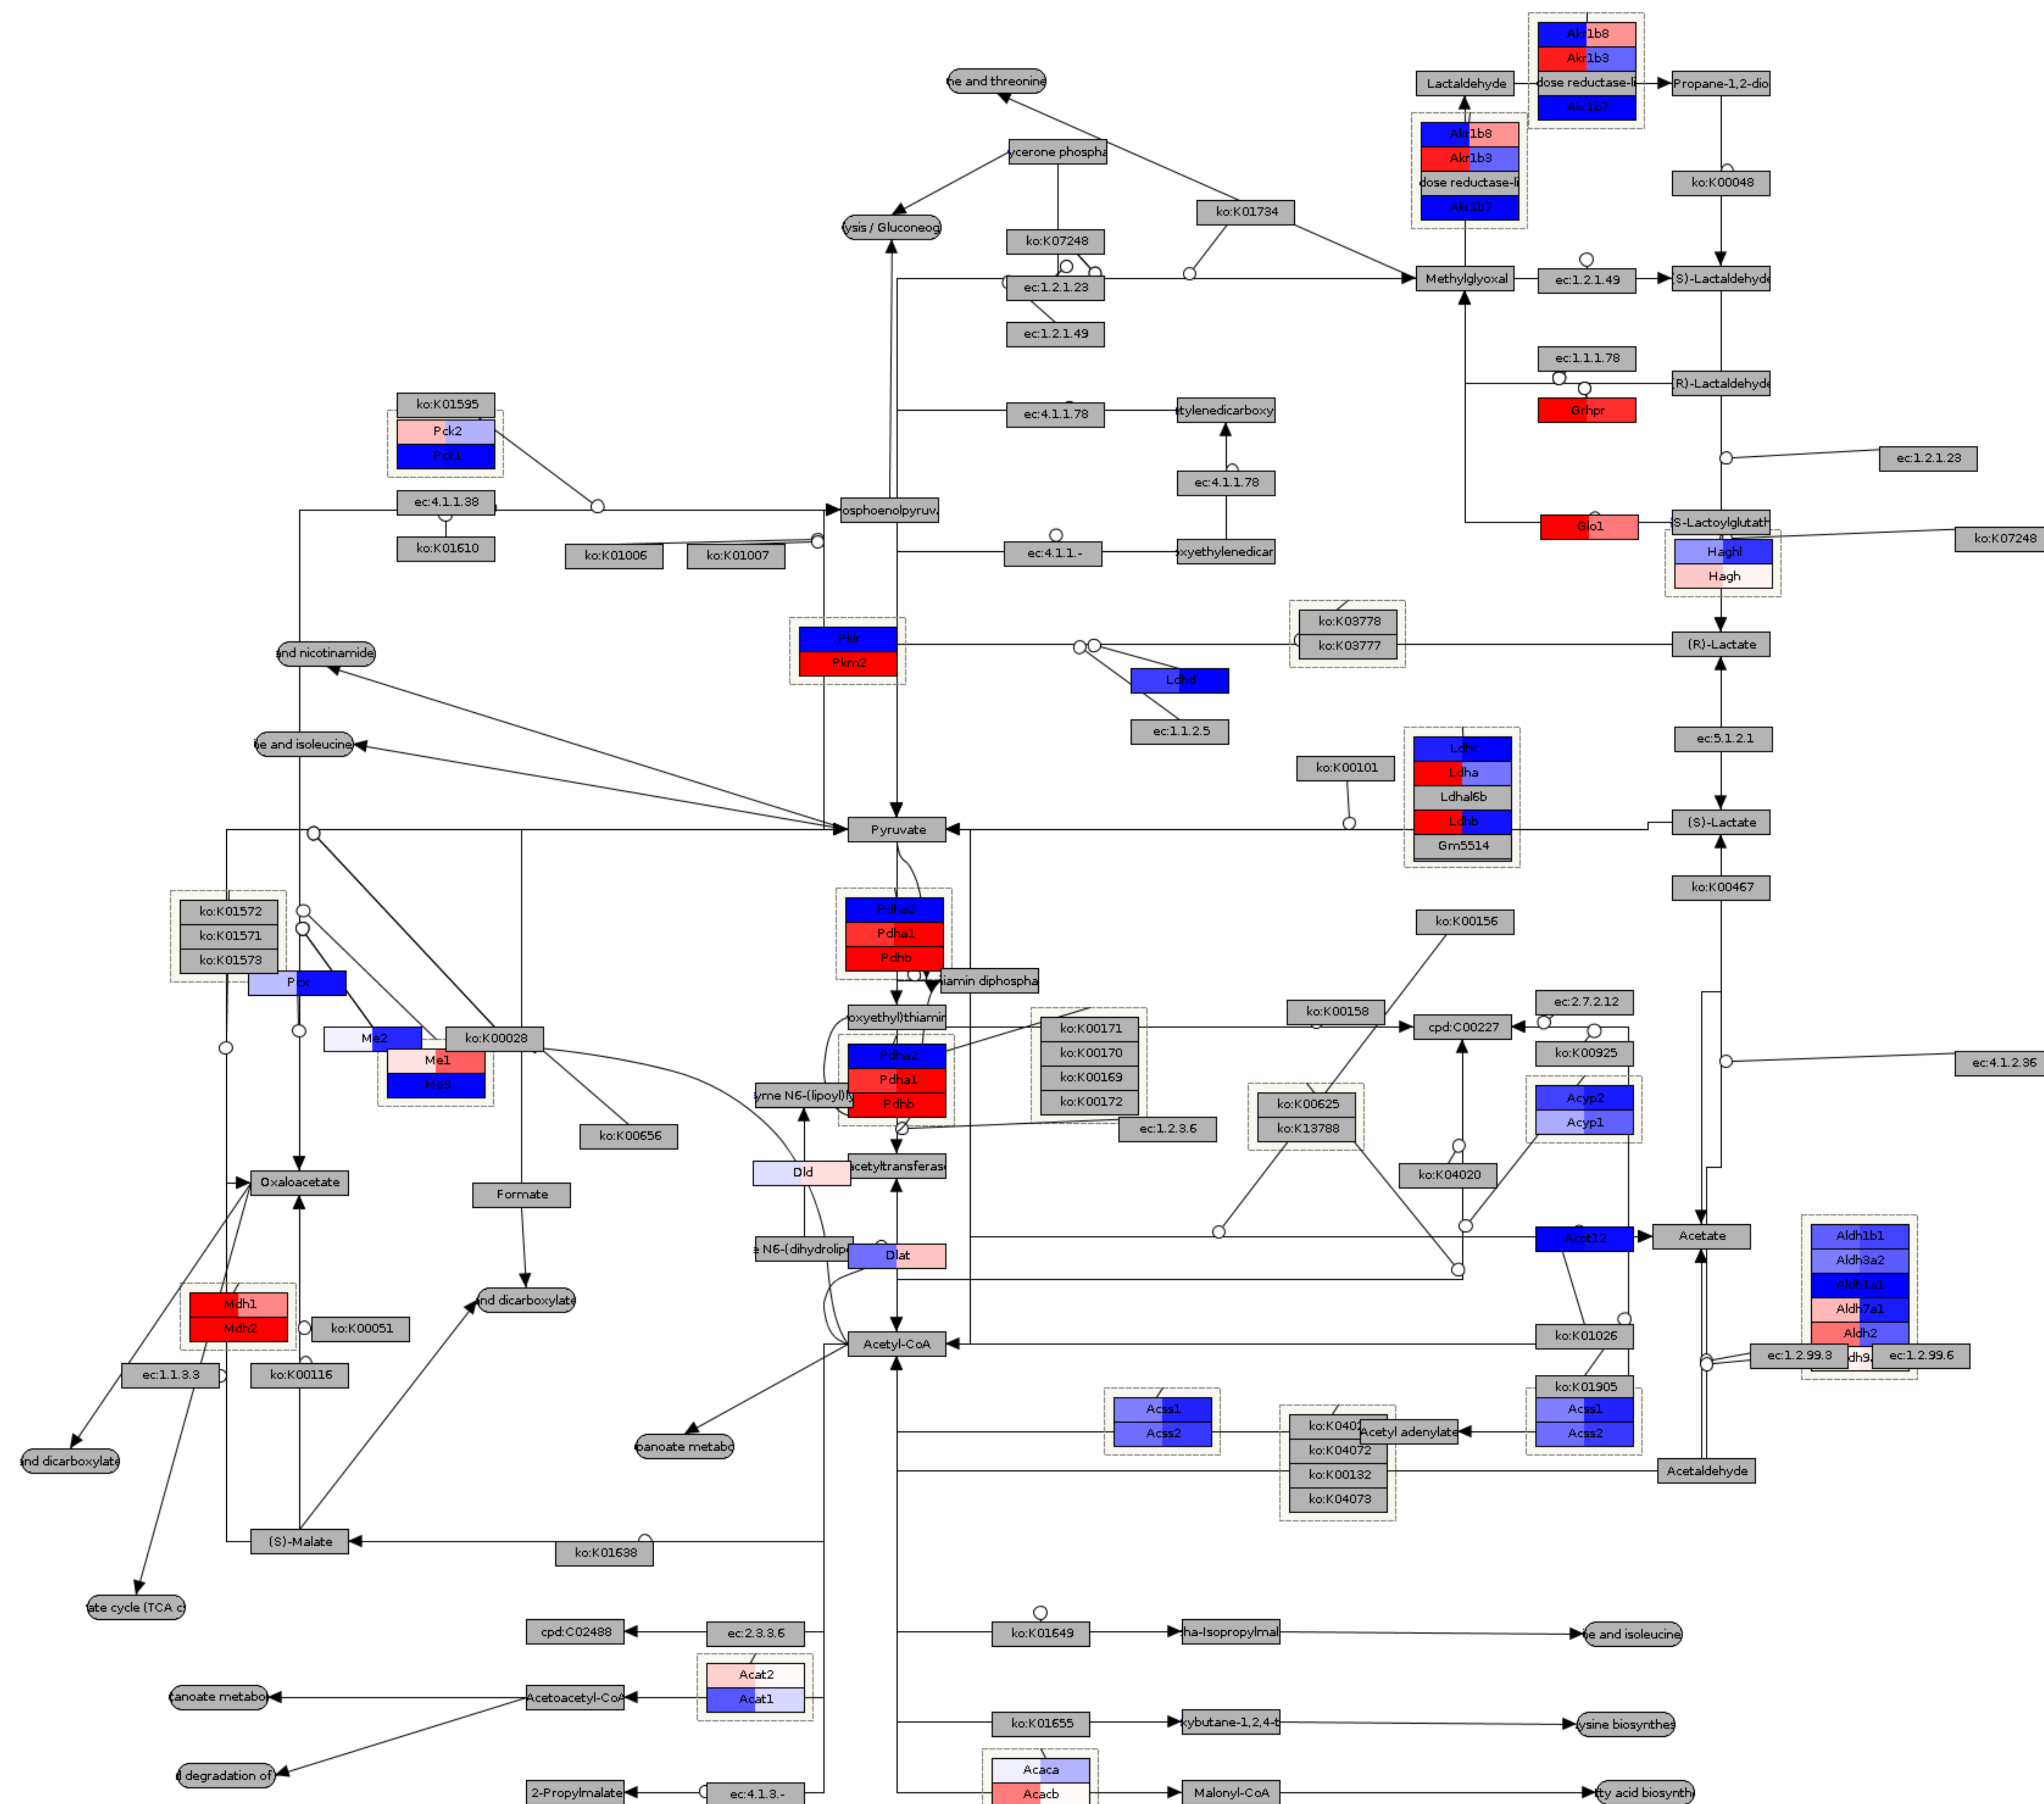 Akr1b8
Akr1b3
dose reductase-li
Akr1b7
ne and threonine
Lactaldehyde
Propane-1,2-dio
Akr1b8
Akr1b3
dose reductase-li
Akr1b7
ycerone phospha
ko:K00048
ko:K01734
ysis / Gluconeog
ko:K07248
Methylglyoxal
ec:1.2.1.49
(S)-Lactaldehyde
ec:1.2.1.23
ec:1.2.1.49
ec:1.1.1.78
(R)-Lactaldehyde
ko:K01595
Pck2
Pck1
ec:4.1.1.78
tylenedicarboxy
Grhpr
ec:1.2.1.23
ec:4.1.1.78
ec:4.1.1.38
osphoenolpyruv
Glo1
S-Lactoylglutath
ko:K01610
ko:K01006
ko:K01007
ec:4.1.1.-
xyethylenedicar
ko:K07248
Haghl
Hagh
ko:K03778
ko:K03777
Pklr
Pkm2
(R)-Lactate
and nicotinamide
Ldhd
ec:1.1.2.5
ec:5.1.2.1
ie and isoleucine
Ldhc
Ldha
Ldhal6b
Ldhb
Gm5514
ko:K00101
Pyruvate
(S)-Lactate
ko:K00467
ko:K01572
ko:K01571
ko:K01573
Pcx
Pdha2
Pdha1
Pdhb
ko:K00156
iamin diphospha
oxyethyl)thiamin
ko:K00158
ec:2.7.2.12
cpd:C00227
Me2
ko:K00028
Me1
Me3
ko:K00171
ko:K00170
ko:K00169
ko:K00172
ko:K00925
Pdha2
Pdha1
Pdhb
ec:4.1.2.36
yme N6-(lipoyl)ly
Acyp2
Acyp1
ko:K00625
ko:K13788
ec:1.2.3.6
ko:K00656
Dld
acetyltransferase
ko:K04020
Oxaloacetate
Formate
e N6-(dihydrolipo
Dlat
Acot12
Acetate
Aldh1b1
Aldh3a2
Aldh1a1
Aldh7a1
Aldh2
and dicarboxylate
Mdh1
Mdh2
ko:K00051
Acetyl-CoA
ko:K01026
ec:1.2.99.3
dh9
ec:1.2.99.6
ec:1.1.3.3
ko:K00116
ko:K01905
Acss1
Acss2
Acss1
Acss2
ko:K040
Acetyl adenylate
ko:K04072
ko:K00132
ko:K04073
panoate metabo
and dicarboxylate
Acetaldehyde
(S)-Malate
ko:K01638
ate cycle (TCA c
cpd:C02488
ec:2.3.3.6
ko:K01649
ha-Isopropylmal
ie and isoleucine
Acat2
Acat1
tanoate metabo
Acetoacetyl-CoA
ko:K01655
xybutane-1,2,4-t
ysine biosynthes
d degradation of
Acaca
Acacb
2-Propylmalate
ec:4.1.3.-
Malonyl-CoA
tty acid biosynth